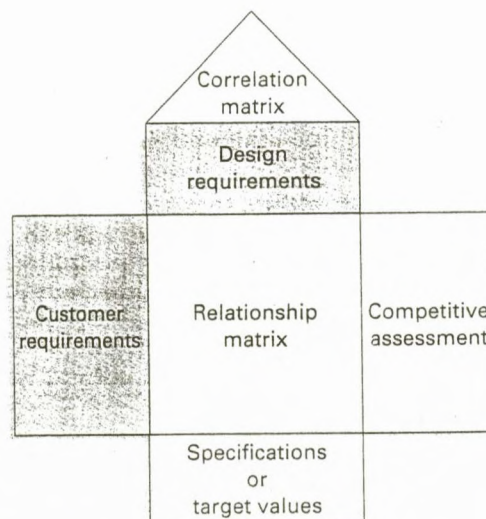 Correlation
matrix
Design
requirements
Customer
requirements
Relationship
matrix
Competitive
assessment
Specifications
or
target values